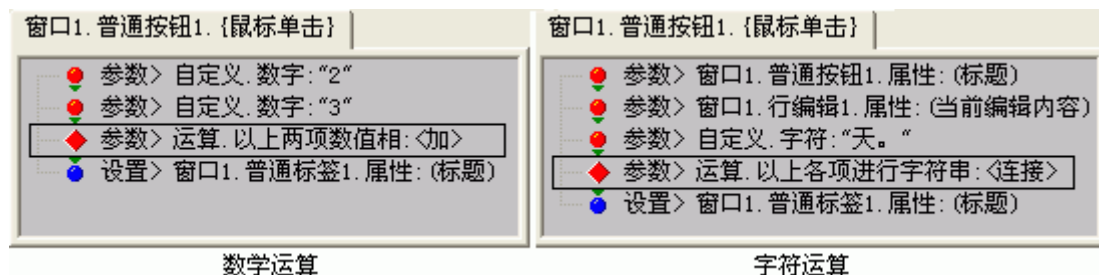 窗口1.普通按钮1.{鼠标单击}
参数> 自定义.数字:“2”
参数> 自定义.数字:“3”
参数> 运算.以上两项数值相:<加>
设置> 窗口1.普通标签1.属性:(标题)
数学运算
窗口1.普通按钮1.{鼠标单击}
参数> 窗口1.普通按钮1.属性:(标题)
参数> 窗口1.行编辑1.属性:(当前编辑内容)
参数> 自定义.字符:“天。“
参数> 运算.以上各项进行字符串:<连接>
设置> 窗口1.普通标签1.属性:(标题)
字符运算